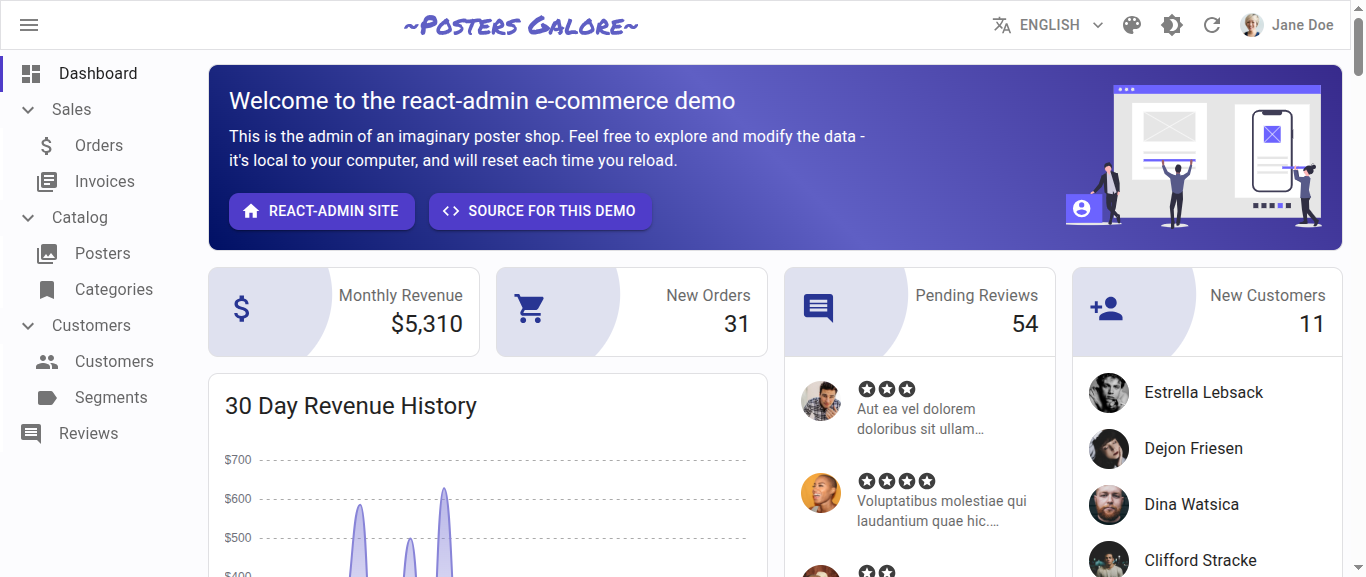 ~Posters Galore~
ENGLISH
Jane Doe
Dashboard
Sales
Orders
Invoices
Catalog
Posters
Categories
Customers
Customers
Segments
Reviews
Welcome to the react-admin e-commerce demo
This is the admin of an imaginary poster shop. Feel free to explore and modify the data -
it's local to your computer, and will reset each time you reload.
REACT-ADMIN SITE
SOURCE FOR THIS DEMO
Monthly Revenue
$5,310
New Orders
31
Pending Reviews
54
New Customers
11
30 Day Revenue History
$700
$600
$500
$400
Aut ea vel dolorem
doloribus sit ullam...
Voluptatibus molestiae qui
laudantium quae hic....
Estrella Lebsack
Dejon Friesen
Dina Watsica
Clifford Stracke